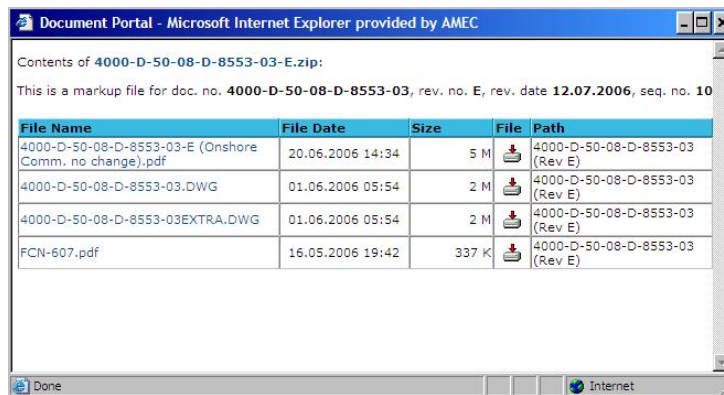 Document Portal - Microsoft Internet Explorer provided by AMEC
Contents of 4000-D-50-08-D-8553-03-E.zip:
This is a markup file for doc. no. 4000-D-50-08-D-8553-03, rev. no. E, rev. date 12.07.2006, seq. no. 10
File Name File Date Size File Path
4000-D-50-08-D-8553-03-E (Onshore Comm. no change).pdf 20.06.2006 14:34 5 M 4000-D-50-08-D-8553-03 (Rev E)
4000-D-50-08-D-8553-03.DWG 01.06.2006 05:54 2 M 4000-D-50-08-D-8553-03 (Rev E)
4000-D-50-08-D-8553-03EXTRA.DWG 01.06.2006 05:54 2 M 4000-D-50-08-D-8553-03 (Rev E)
FCN-607.pdf 16.05.2006 19:42 337 K 4000-D-50-08-D-8553-03 (Rev E)
Done Internet